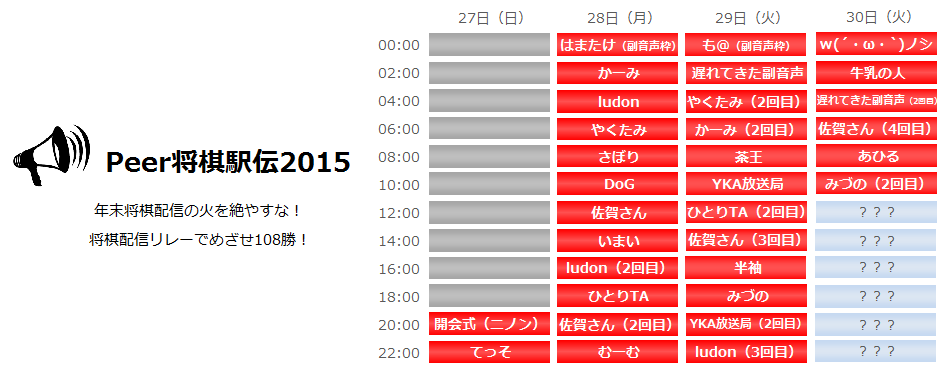 Peer将棋駅伝2015
年末将棋配信の火を絶やすな！
将棋配信リレーでめざせ108勝！
27日（日） 28日（月） 29日（火） 30日（火）
00:00 はまたけ（副音声枠） も＠（副音声枠） w(´・ω・`)ノシ
02:00 かーみ 遅れてきた副音声 牛乳の人
04:00 ludon やくたみ（2回目） 遅れてきた副音声（2回目）
06:00 やくたみ かーみ（2回目） 佐賀さん（4回目）
08:00 さぼり 茶王 あひる
10:00 DoG YKA放送局 みづの（2回目）
12:00 佐賀さん ひとりTA（2回目） ？？？
14:00 いまい 佐賀さん（3回目） ？？？
16:00 ludon（2回目） 半袖 ？？？
18:00 ひとりTA みづの ？？？
20:00 開会式（ニノン） 佐賀さん（2回目） YKA放送局（2回目） ？？？
22:00 てっそ むーむ ludon（3回目） ？？？